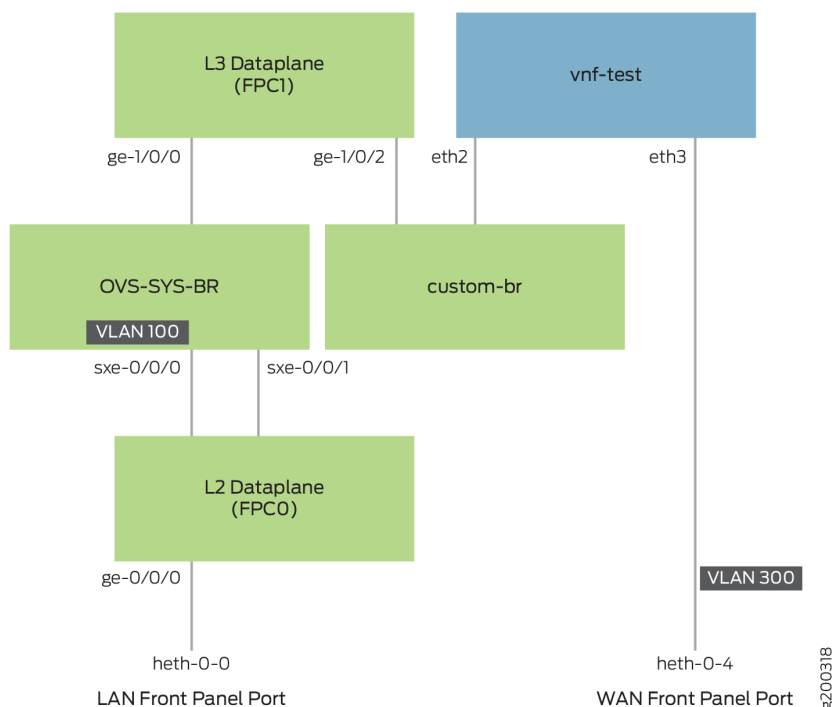 L3 Dataplane
(FPC1)
vnf-test
ge-1/0/0
ge-1/0/2
eth2
eth3
OVS-SYS-BR
custom-br
VLAN 100
sxe-0/0/0
sxe-0/0/1
L2 Dataplane
(FPC0)
ge-0/0/0
VLAN 300
heth-0-0
heth-0-4
LAN Front Panel Port
WAN Front Panel Port
g200318